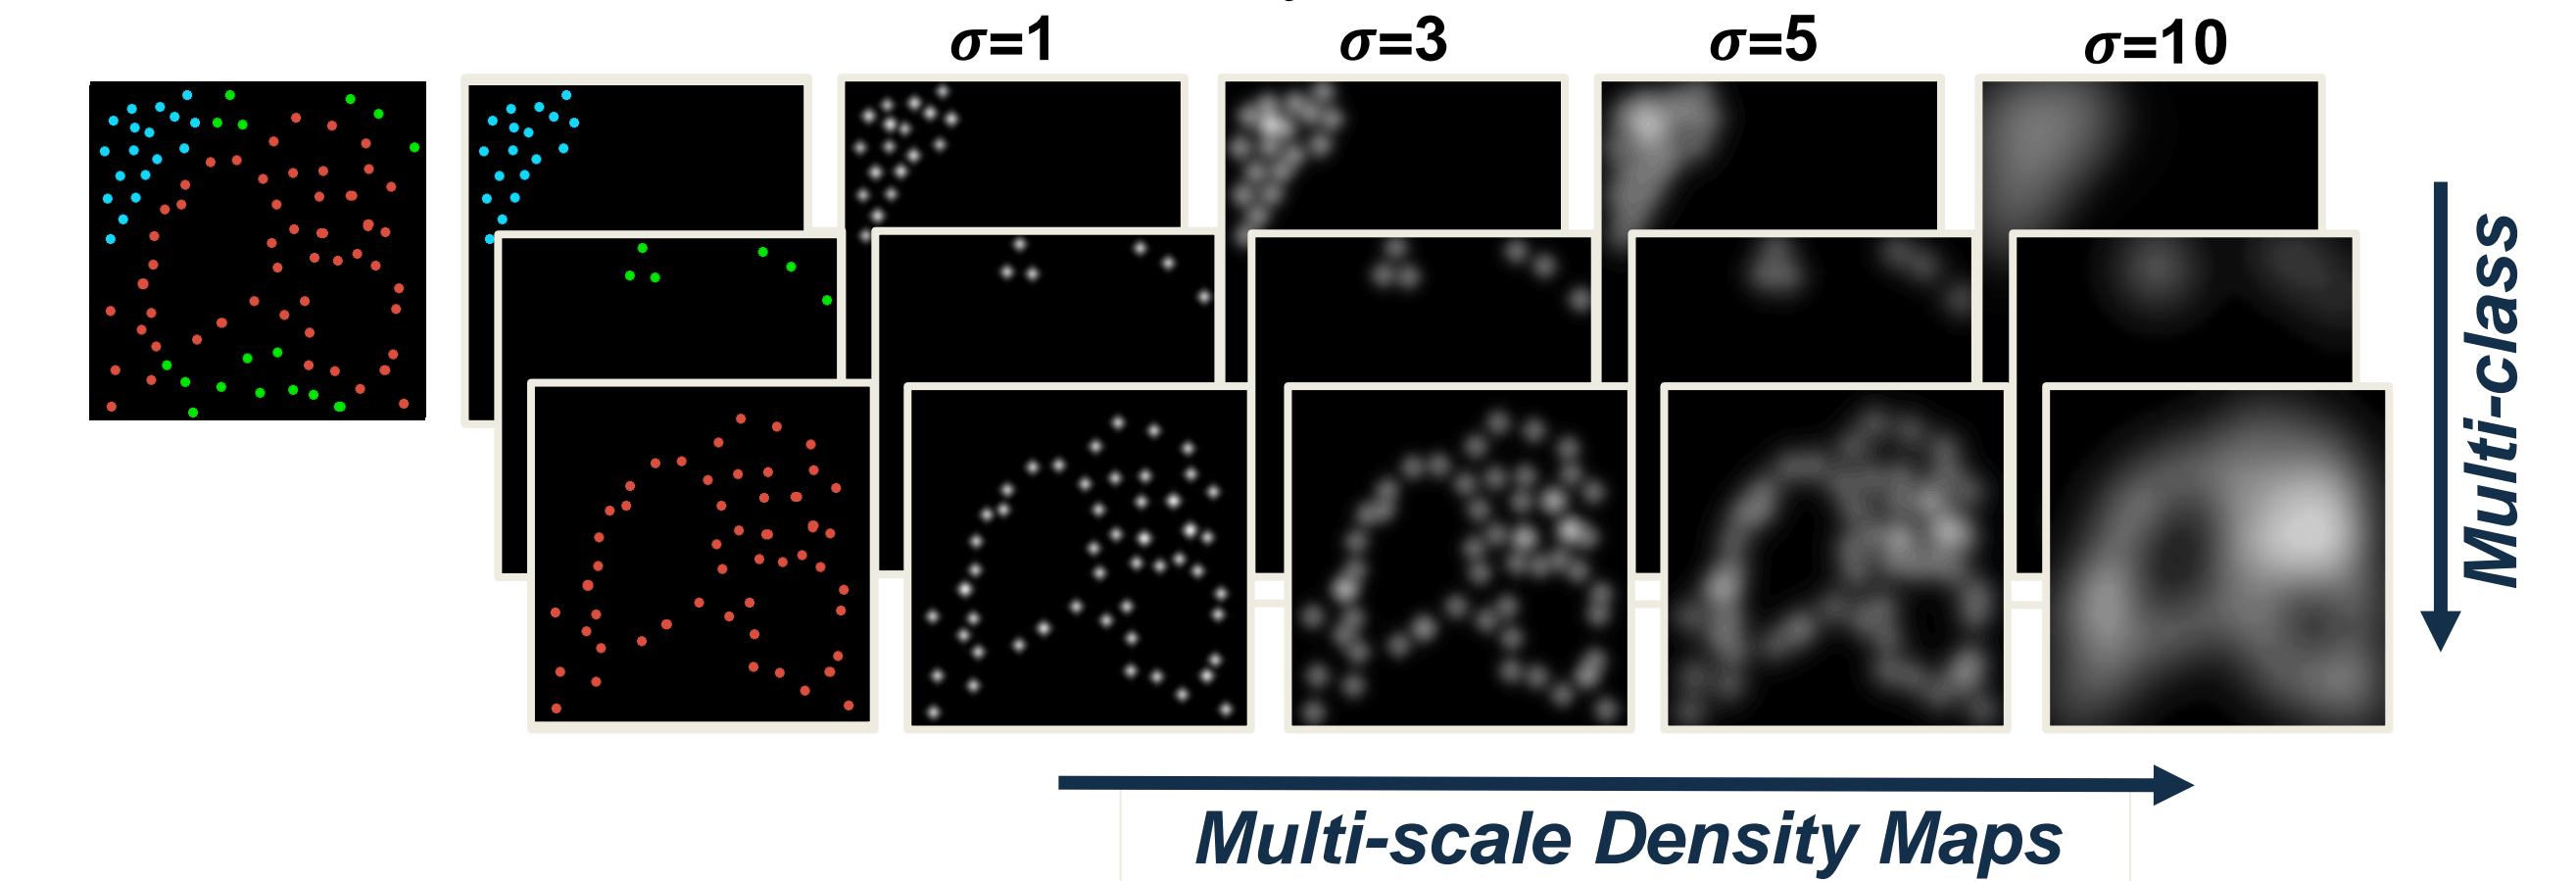 σ=1
σ=3
σ=5
σ=10
Multi-class
Multi-scale Density Maps